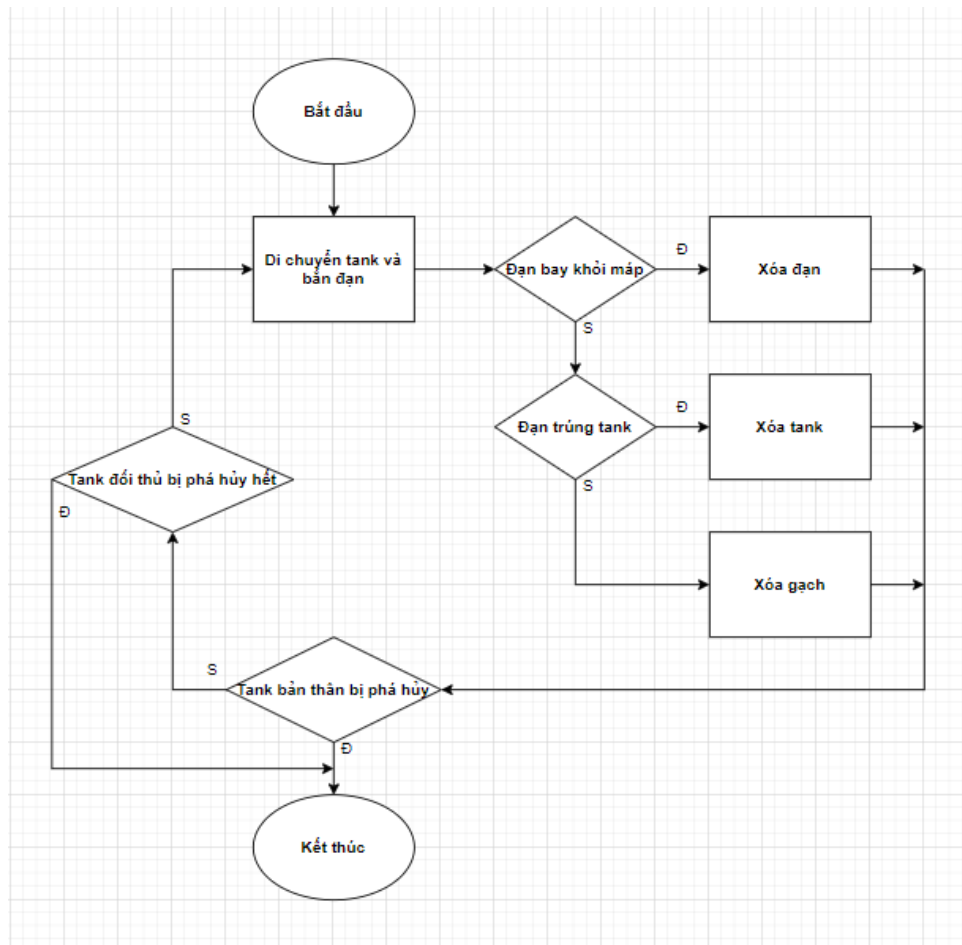 Bắt đầu
Di chuyển tank và
bắn đạn
Đạn bay khỏi máp
Đ
Xóa đạn
S
Đạn trúng tank
Đ
Xóa tank
S
Tank đối thủ bị phá hủy hết
S
Đ
Xóa gạch
Tank bản thân bị phá hủy
S
Đ
Kết thúc